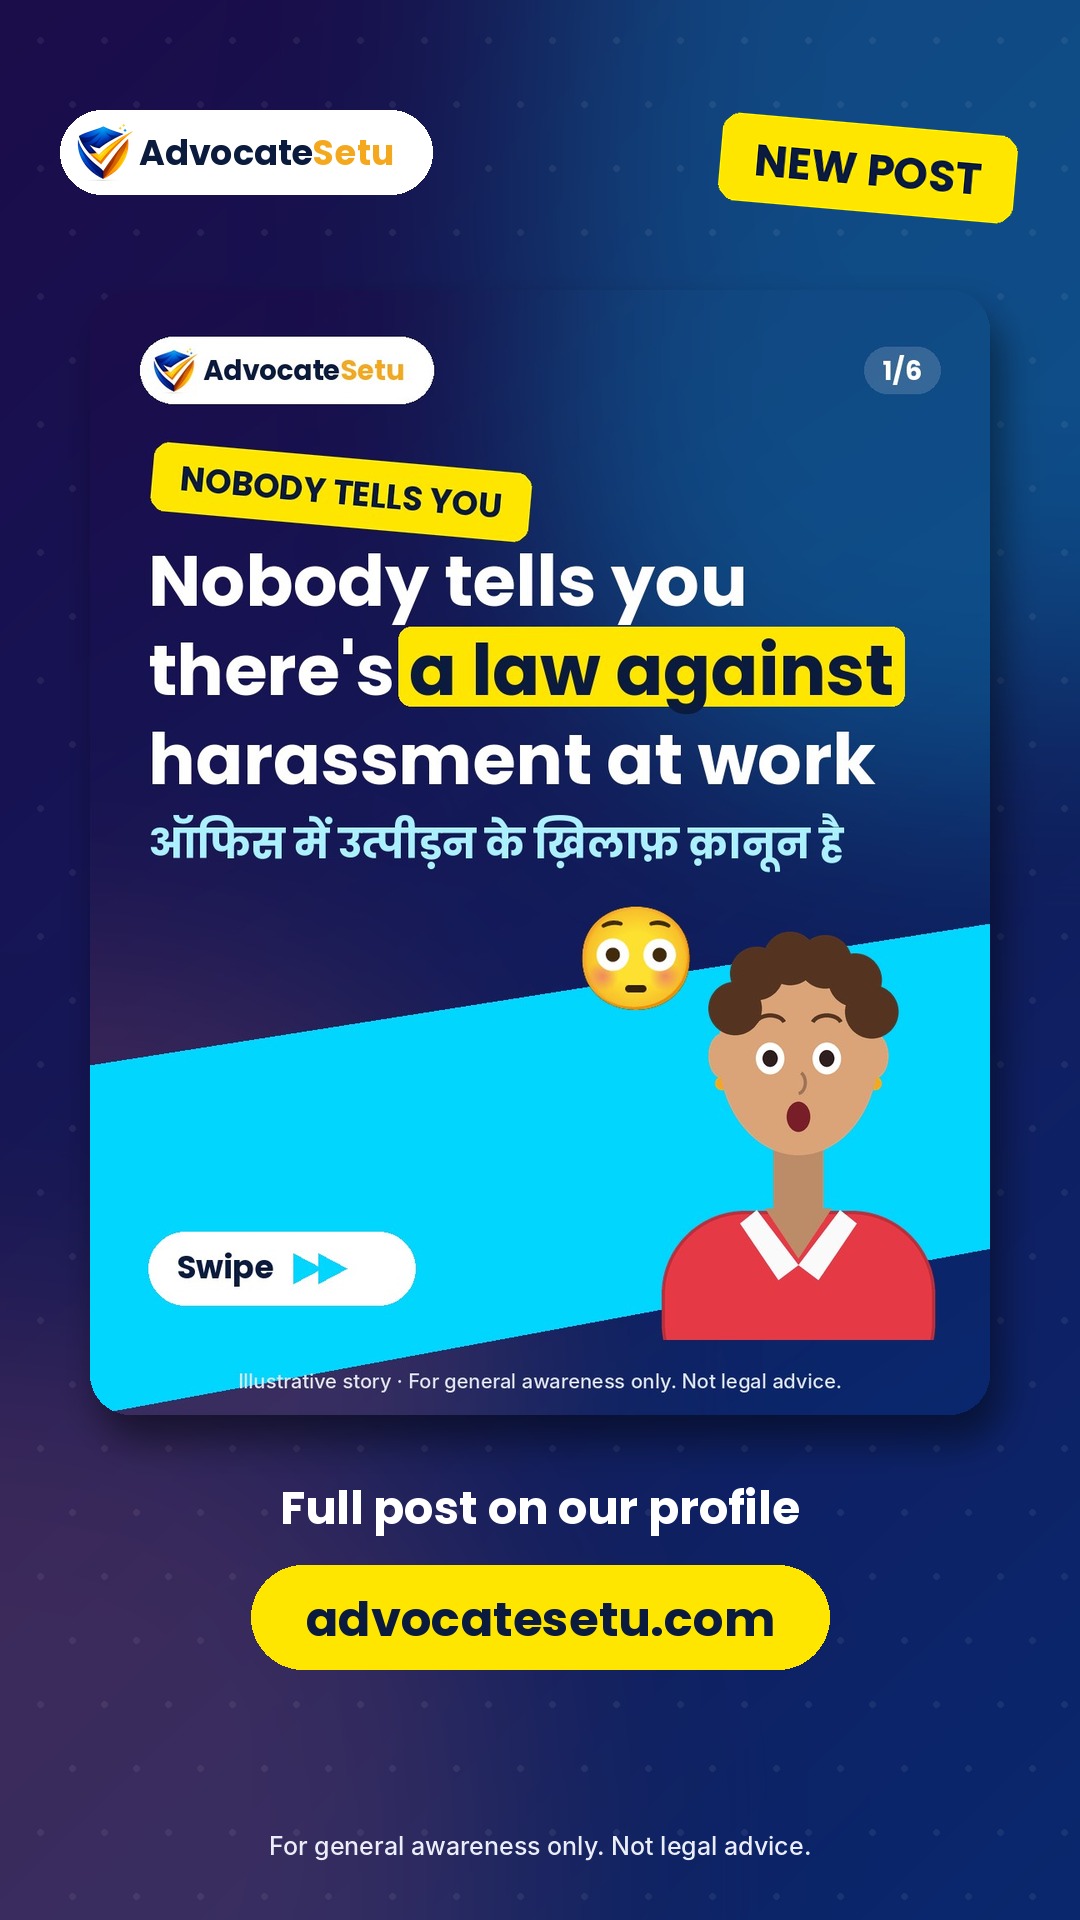 AdvocateSetu
NEW POST
AdvocateSetu
1/6
NOBODY TELLS YOU
Nobody tells you
there's a law against
harassment at work
ऑफिस में उत्पीड़न के ख़िलाफ़ क़ानून है
Swipe
Illustrative story · For general awareness only. Not legal advice.
Full post on our profile
advocatesetu.com
For general awareness only. Not legal advice.